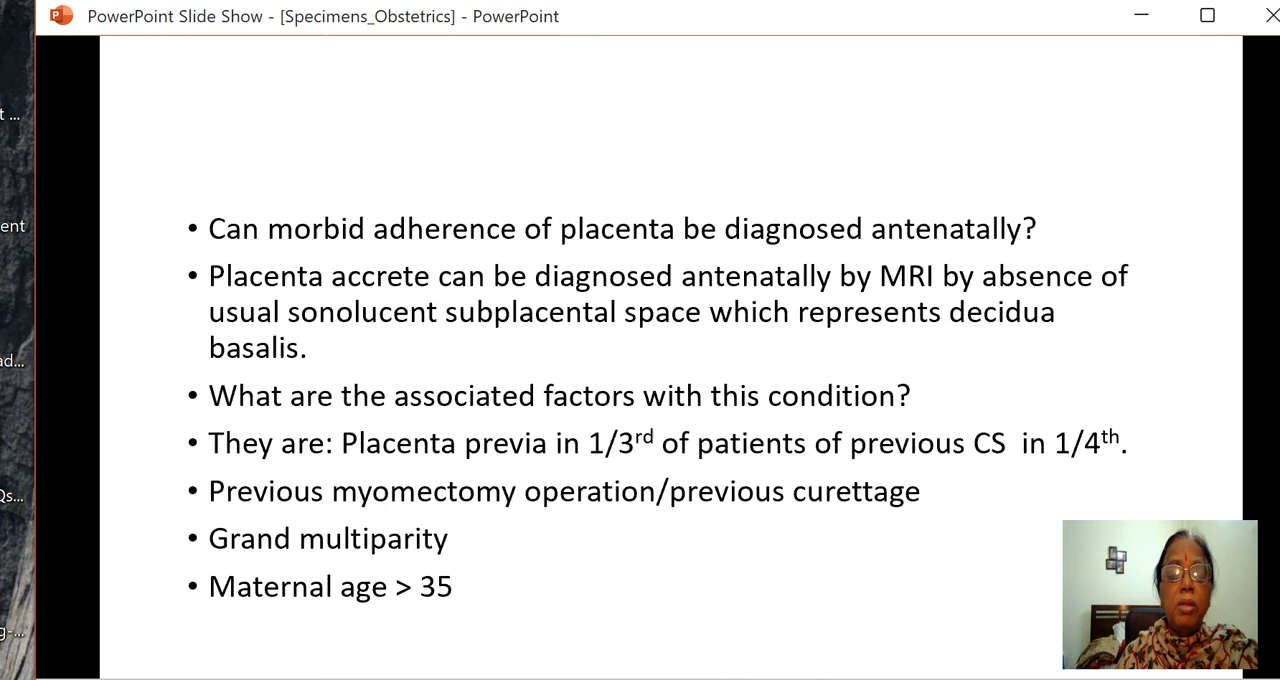 PowerPoint Slide Show - [Specimens_Obstetrics] - PowerPoint
t ...
ent
ad...
Qs...
g-...
• Can morbid adherence of placenta be diagnosed antenatally?
• Placenta accrete can be diagnosed antenatally by MRI by absence of
usual sonolucent subplacental space which represents decidua
basalis.
• What are the associated factors with this condition?
• They are: Placenta previa in 1/3rd of patients of previous CS in 1/4th.
• Previous myomectomy operation/previous curettage
• Grand multiparity
• Maternal age > 35